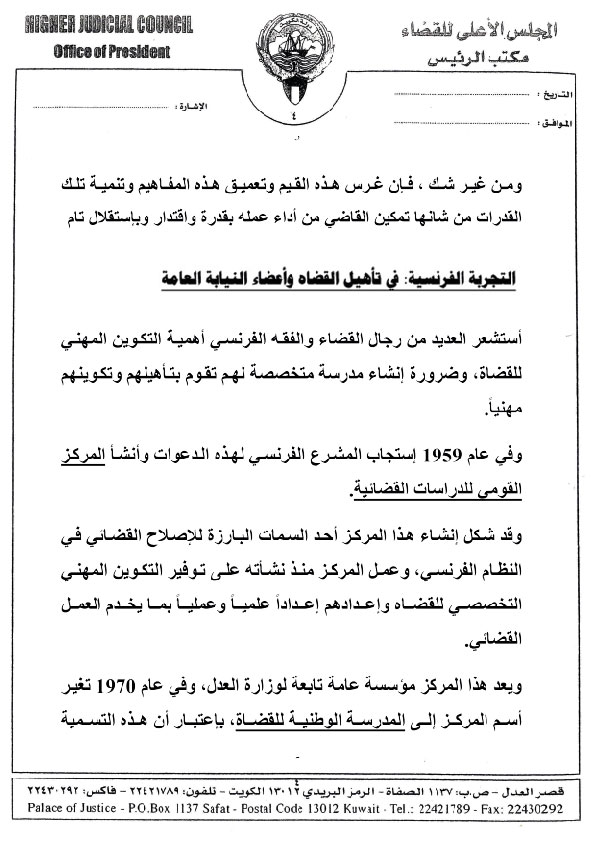 HIGHER JUDICIAL COUNCIL
Office of President
المجلس الأعلى للقضاء
مكتب الرئيس
التاريخ :
الموافق :
الإشارة :
٤
ومن غير شك ، فإن غرس هذه القيم وتعميق هذه المفاهيم وتنمية تلك
القدرات من شانها تمكين القاضي من أداء عمله بقدرة واقتدار وبإستقلال تام
التجربة الفرنسية: في تأهيل القضاه وأعضاء النيابة العامة
أستشعر العديد من رجال القضاء والفقه الفرنسي أهمية التكوين المهني
للقضاة، وضرورة إنشاء مدرسة متخصصة لهم تقوم بتأهيلهم وتكوينهم
مهنياً.
وفي عام 1959 إستجاب المشرع الفرنسي لهذه الدعوات وأنشأ المركز
القومي للدراسات القضائية.
وقد شكل إنشاء هذا المركز أحد السمات البارزة للإصلاح القضائي في
النظام الفرنسي، وعمل المركز منذ نشأته على توفير التكوين المهني
التخصصي للقضاه وإعدادهم إعداداً علمياً وعملياً بما يخدم العمل
القضائي.
ويعد هذا المركز مؤسسة عامة تابعة لوزارة العدل، وفي عام 1970 تغير
أسم المركز إلى المدرسة الوطنية للقضاة، بإعتبار أن هذه التسمية
٤
قصر العدل - ص.ب: ١١٣٧ الصفاة - الرمز البريدي ١٣٠١٢ الكويت - تلفون: ٢٢٤٢١٧٨٩ - فاكس: ٢٢٤٣٠٢٩٢
Palace of Justice - P.O.Box 1137 Safat - Postal Code 13012 Kuwait - Tel.: 22421789 - Fax: 22430292